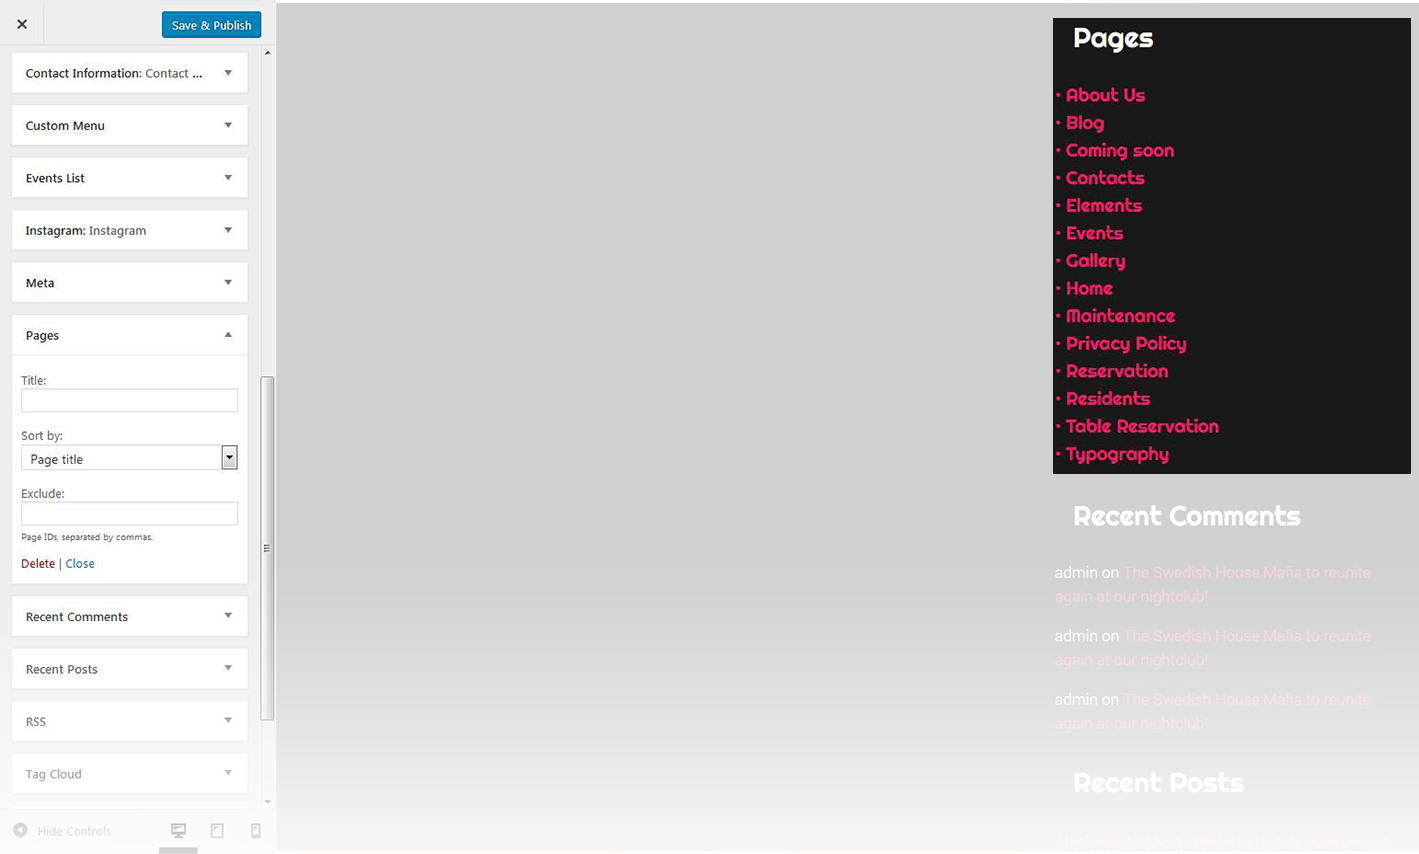 Save & Publish
Contact Information: Contact ...
Custom Menu
Events List
Instagram: Instagram
Meta
Pages
Title:
Sort by:
Page title
Exclude:
Page IDs, separated by commas.
Delete | Close
Recent Comments
Recent Posts
RSS
Tag Cloud
Hide Controls
Pages
· About Us
· Blog
· Coming soon
· Contacts
· Elements
· Events
· Gallery
· Home
· Maintenance
· Privacy Policy
· Reservation
· Residents
· Table Reservation
· Typography
Recent Comments
admin on The Swedish House Mafia to reunite
again at our nightclub!
admin on The Swedish House Mafia to reunite
again at our nightclub!
admin on The Swedish House Mafia to reunite
again at our nightclub!
Recent Posts